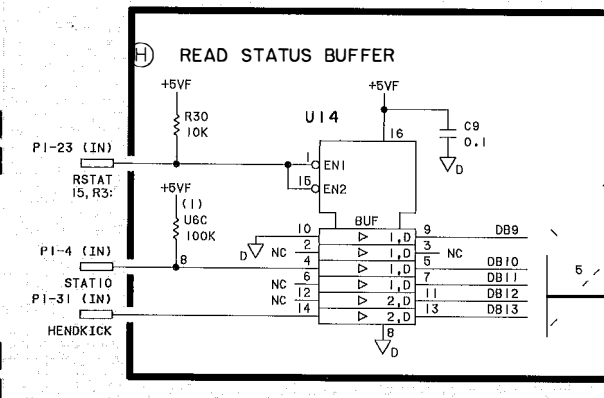 H READ STATUS BUFFER
+5VF
+5VF
R30
10K
U14
16
C9
0.1
D
P1-23 (IN)
1
EN1
15
EN2
RSTAT
15, R3:
+5VF
(1)
U6C
100K
BUF
10
1,D
9
DB9
D
NC
2
1,D
3
NC
P1-4 (IN)
8
4
1,D
5
DB10
5
STAT10
NC
6
1,D
7
DB11
P1-31 (IN)
NC
12
2,D
11
DB12
14
2,D
13
DB13
HENDKICK
8
D